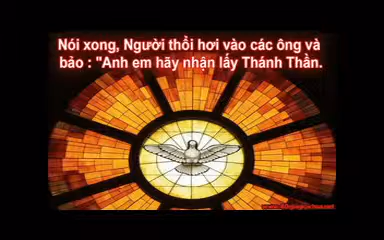 Nói xong, Người thổi hơi vào các ông và
bảo : "Anh em hãy nhận lấy Thánh Thần.